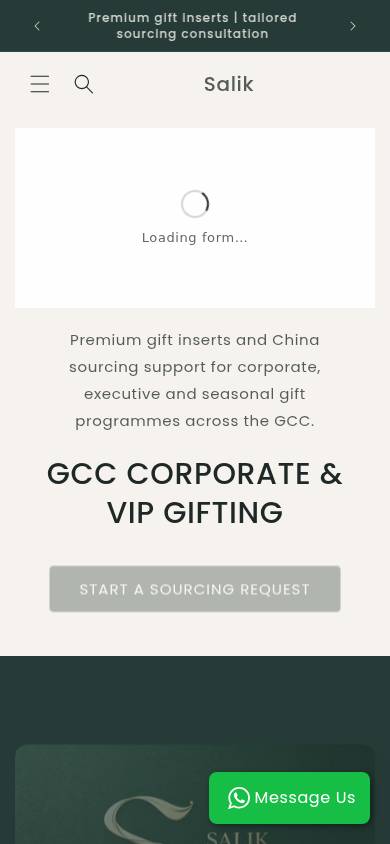 Premium gift inserts | tailored
sourcing consultation
Salik
Loading form...
Premium gift inserts and China
sourcing support for corporate,
executive and seasonal gift
programmes across the GCC.
GCC CORPORATE &
VIP GIFTING
START A SOURCING REQUEST
Message Us
SALIK